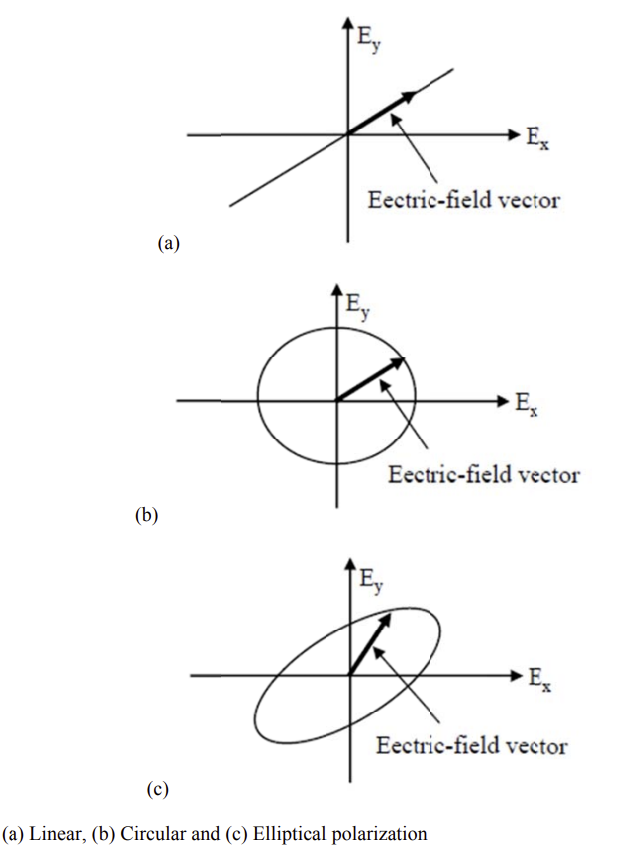 Ey
Ex
Eectric-field vector
(a)
Ey
Ex
Eectric-field vector
(b)
Ey
Ex
Eectric-field vector
(c)
(a) Linear, (b) Circular and (c) Elliptical polarization